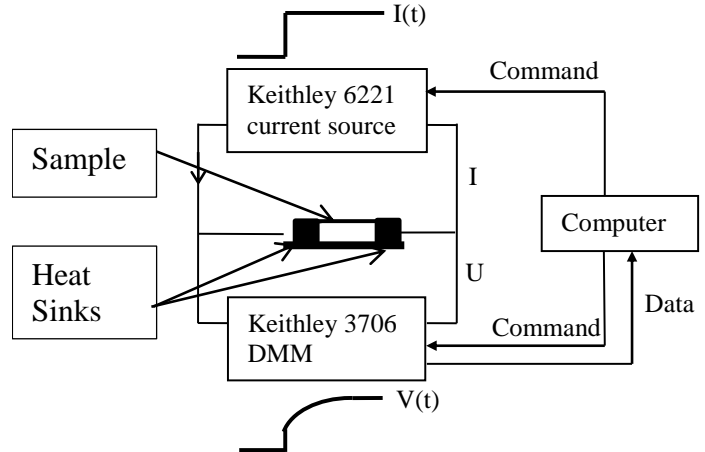 I(t)
Keithley 6221
current source
Command
Sample
I
Computer
Heat
Sinks
U
Keithley 3706
DMM
Command
Data
V(t)